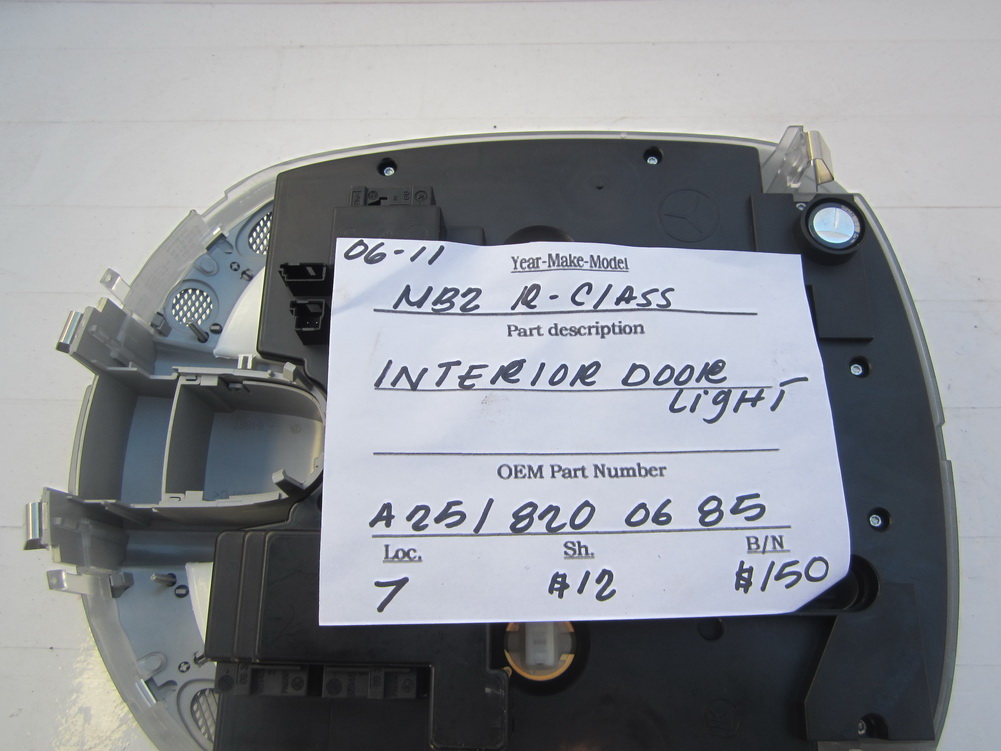 06-11
Year-Make-Model
MBZ R-CLASS
Part description
INTERIOR DOOR
LIGHT
OEM Part Number
A251 820 06 85
Loc. Sh. B/N
7 $12 $150